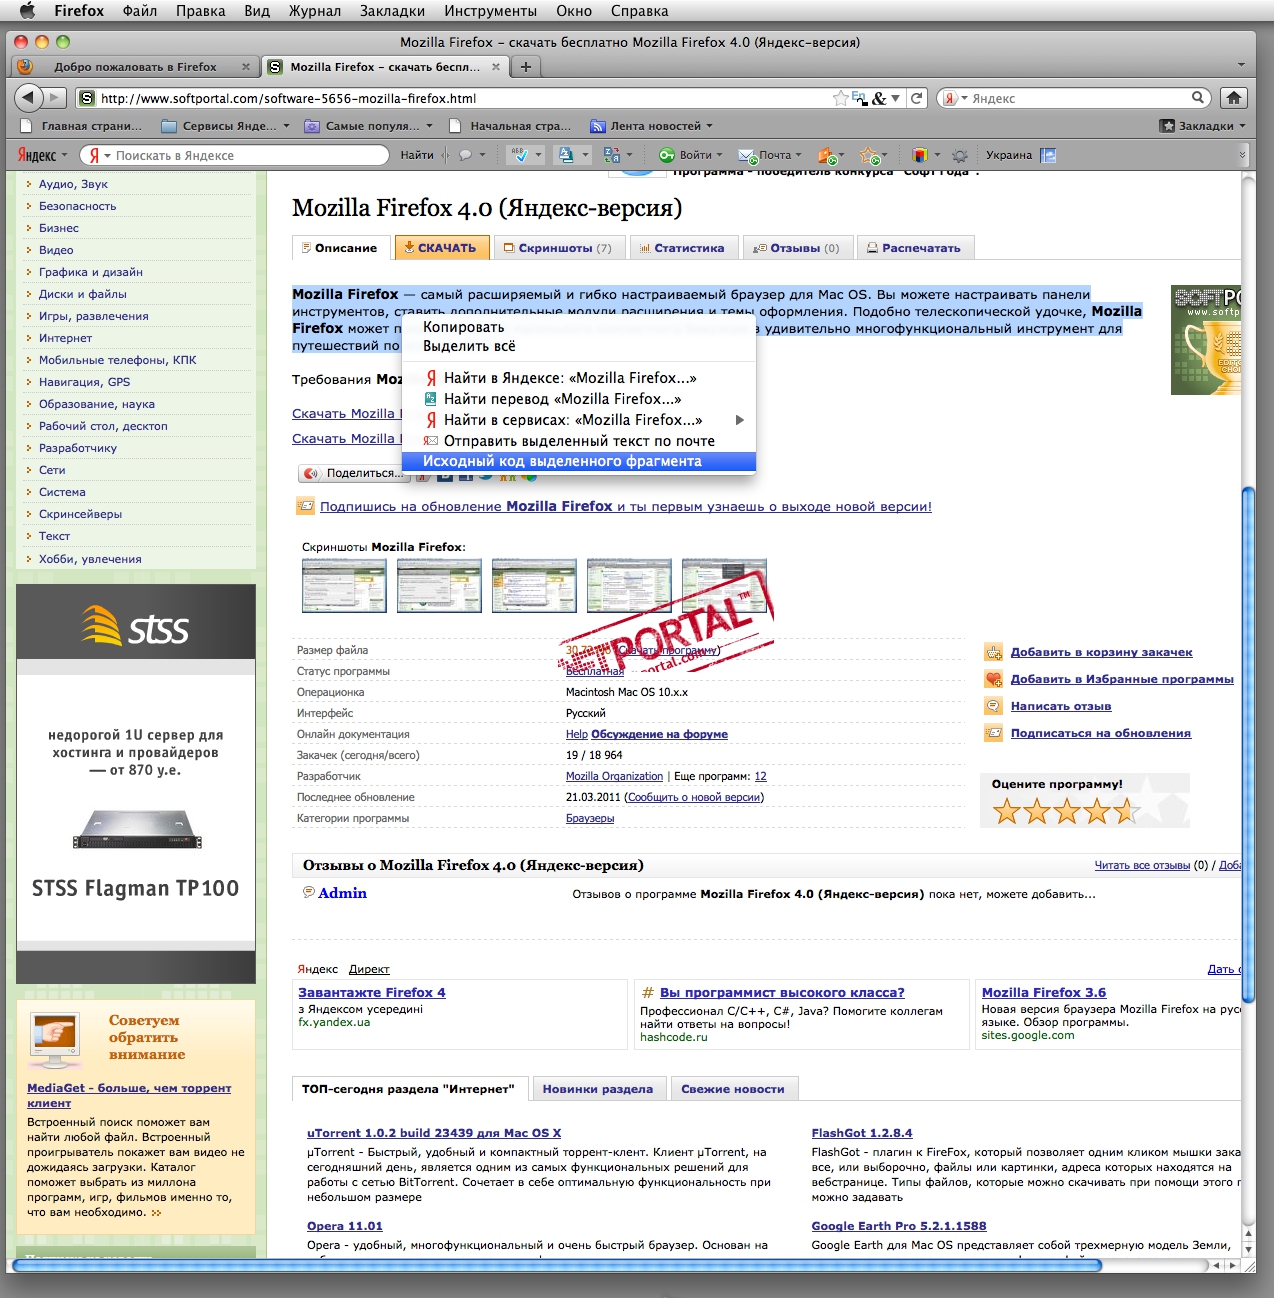 Firefox Файл Правка Вид Журнал Закладки Инструменты Окно Справка
Mozilla Firefox – скачать бесплатно Mozilla Firefox 4.0 (Яндекс-версия)
Добро пожаловать в Firefox
Mozilla Firefox – скачать беспл...
http://www.softportal.com/software-5656-mozilla-firefox.html
Яндекс
Главная страни... Сервисы Янде... Самые популя... Начальная стра... Лента новостей Закладки
Яндекс Поискать в Яндексе Найти Войти Почта Украина
Аудио, Звук
Безопасность
Бизнес
Видео
Графика и дизайн
Диски и файлы
Игры, развлечения
Интернет
Мобильные телефоны, КПК
Навигация, GPS
Образование, наука
Рабочий стол, десктоп
Разработчику
Сети
Система
Скринсейверы
Текст
Хобби, увлечения
stss
недорогой 1U сервер для
хостинга и провайдеров
— от 870 у.е.
STSS Flagman TP100
Советуем
обратить
внимание
MediaGet - больше, чем торрент
клиент
Встроенный поиск поможет вам
найти любой файл. Встроенный
проигрыватель покажет вам видео не
дожидаясь загрузки. Каталог
поможет выбрать из миллона
программ, игр, фильмов именно то,
что вам необходимо.
Программа - победитель конкурса "Софт Года".
Mozilla Firefox 4.0 (Яндекс-версия)
Описание СКАЧАТЬ Скриншоты (7) Статистика Отзывы (0) Распечатать
Mozilla Firefox — самый расширяемый и гибко настраиваемый браузер для Mac OS. Вы можете настраивать панели
инструментов, ставить дополнительные модули расширения и темы оформления. Подобно телескопической удочке, Mozilla
Firefox может в удивительно многофункциональный инструмент для
путешествий по
Требования
Скачать Mozilla
Скачать Mozilla
Копировать
Выделить всё
Найти в Яндексе: «Mozilla Firefox...»
Найти перевод «Mozilla Firefox...»
Найти в сервисах: «Mozilla Firefox...»
Отправить выделенный текст по почте
Исходный код выделенного фрагмента
Поделиться...
Подпишись на обновление Mozilla Firefox и ты первым узнаешь о выходе новой версии!
Скриншоты Mozilla Firefox:
Размер файла (Скачать программу)
Статус программы Бесплатная
Операционка Macintosh Mac OS 10.x.x
Интерфейс Русский
Онлайн документация Help Обсуждение на форуме
Закачек (сегодня/всего) 19 / 18 964
Разработчик Mozilla Organization | Еще программ: 12
Последнее обновление 21.03.2011 (Сообщить о новой версии)
Категории программы Браузеры
PORTAL™
Добавить в корзину закачек
Добавить в Избранные программы
Написать отзыв
Подписаться на обновления
Оцените программу!
Отзывы о Mozilla Firefox 4.0 (Яндекс-версия) Читать все отзывы (0) /
Admin Отзывов о программе Mozilla Firefox 4.0 (Яндекс-версия) пока нет, можете добавить...
Яндекс Директ Дать
Завантажте Firefox 4
з Яндексом усередині
fx.yandex.ua
# Вы программист высокого класса?
Профессионал C/C++, C#, Java? Помогите коллегам
найти ответы на вопросы!
hashcode.ru
Mozilla Firefox 3.6
Новая версия браузера Mozilla Firefox на
языке. Обзор программы.
sites.google.com
ТОП-сегодня раздела "Интернет" Новинки раздела Свежие новости
uTorrent 1.0.2 build 23439 для Mac OS X
µTorrent - Быстрый, удобный и компактный торрент-клент. Клиент µTorrent, на
сегодняшний день, является одним из самых функциональных решений для
работы с сетью BitTorrent. Сочетает в себе оптимальную функциональность при
небольшом размере
Opera 11.01
Opera - удобный, многофункциональный и очень быстрый браузер. Основан на
FlashGot 1.2.8.4
FlashGot - плагин к FireFox, который позволяет одним кликом мышки
все, или выборочно, файлы или картинки, адреса которых находятся на
вебстранице. Типы файлов, которые можно скачивать при помощи этого
можно задавать
Google Earth Pro 5.2.1.1588
Google Earth для Mac OS представляет собой трехмерную модель Земли,